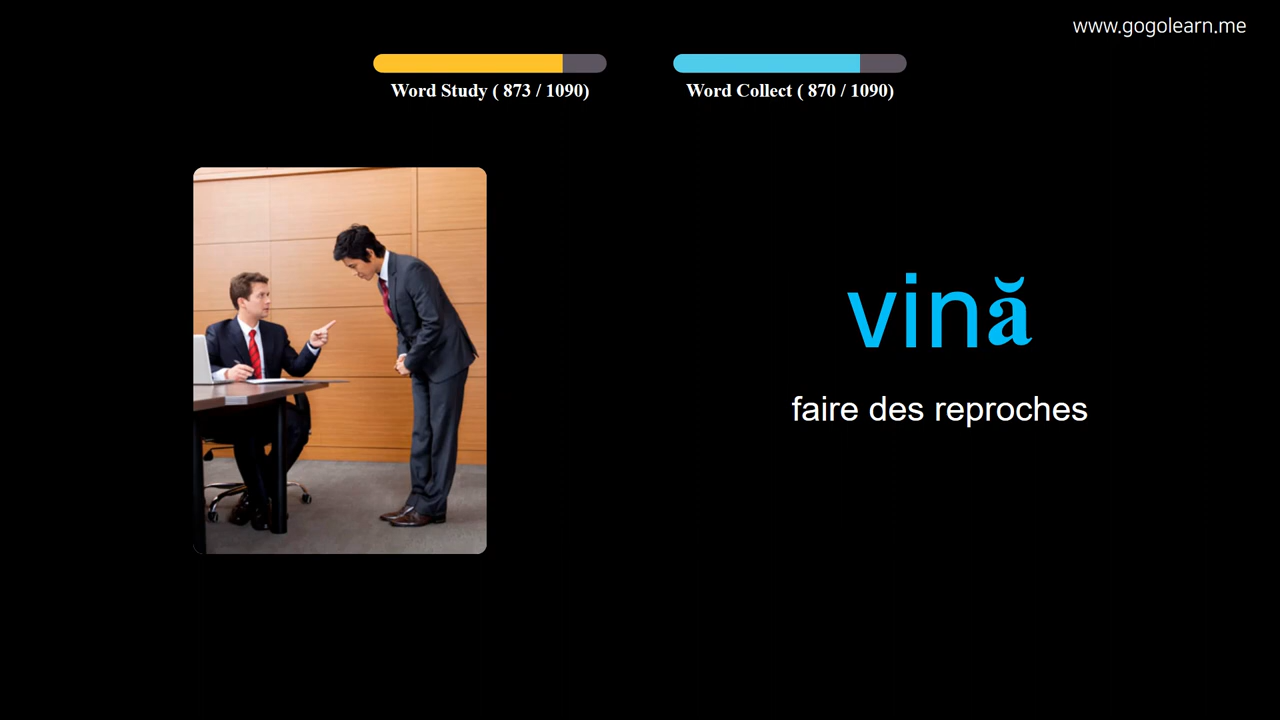 www.gogolearn.me
Word Study ( 873 / 1090)
Word Collect ( 870 / 1090)
vină
faire des reproches